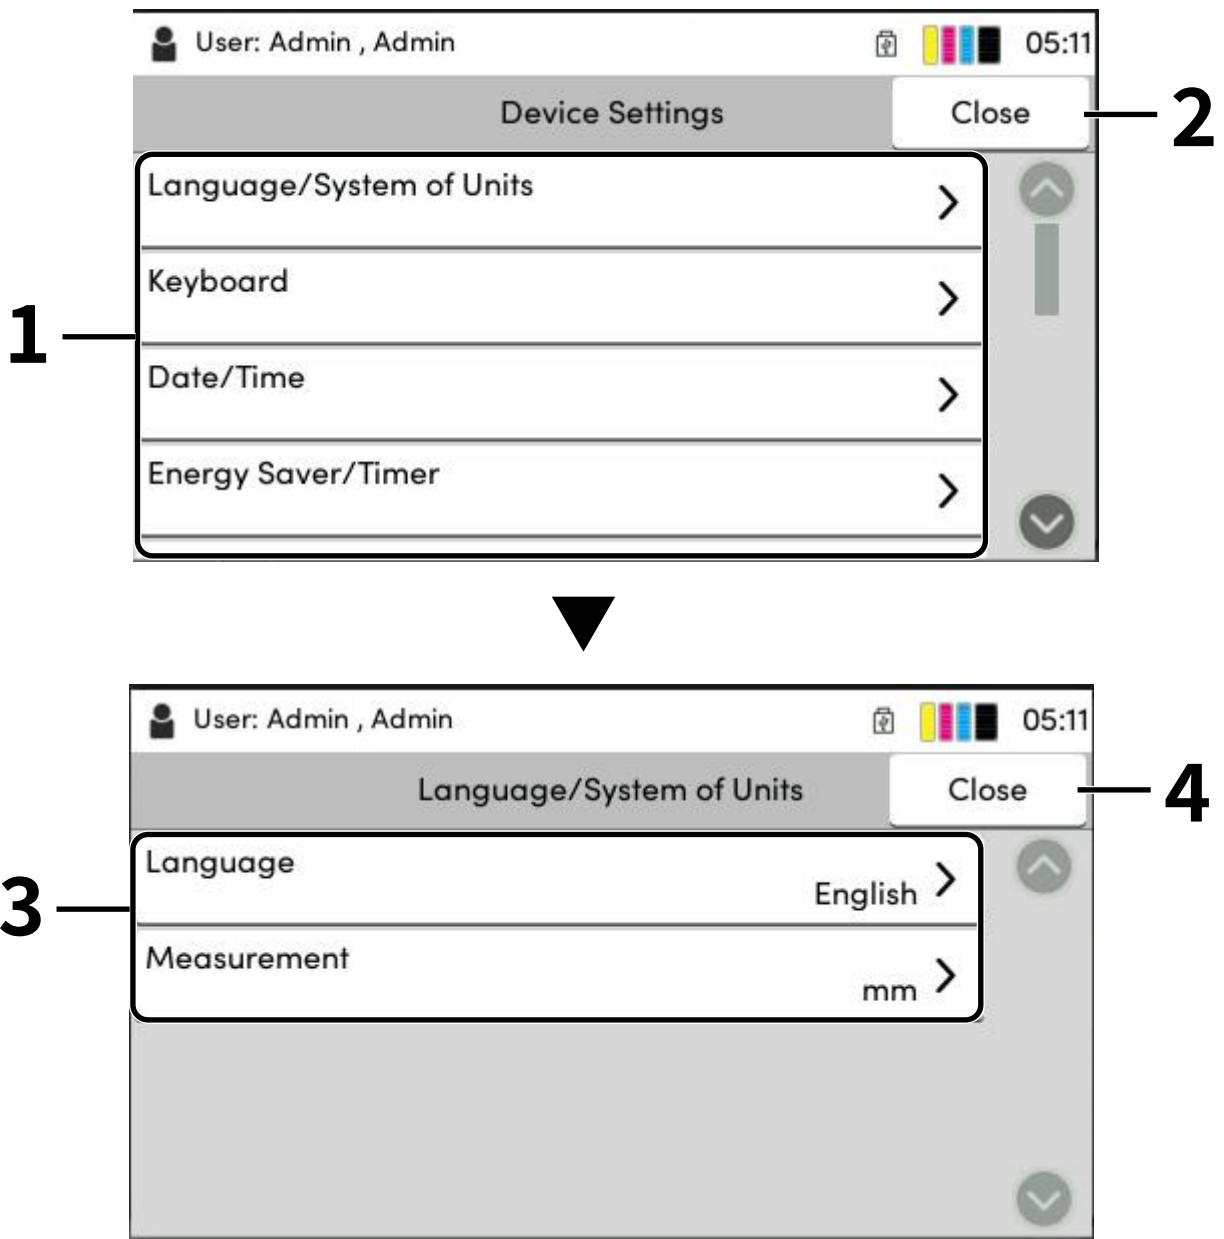 User: Admin , Admin 05:11
Device Settings Close 2
Language/System of Units
Keyboard
1
Date/Time
Energy Saver/Timer
User: Admin , Admin 05:11
Language/System of Units Close 4
Language
English
3
Measurement
mm